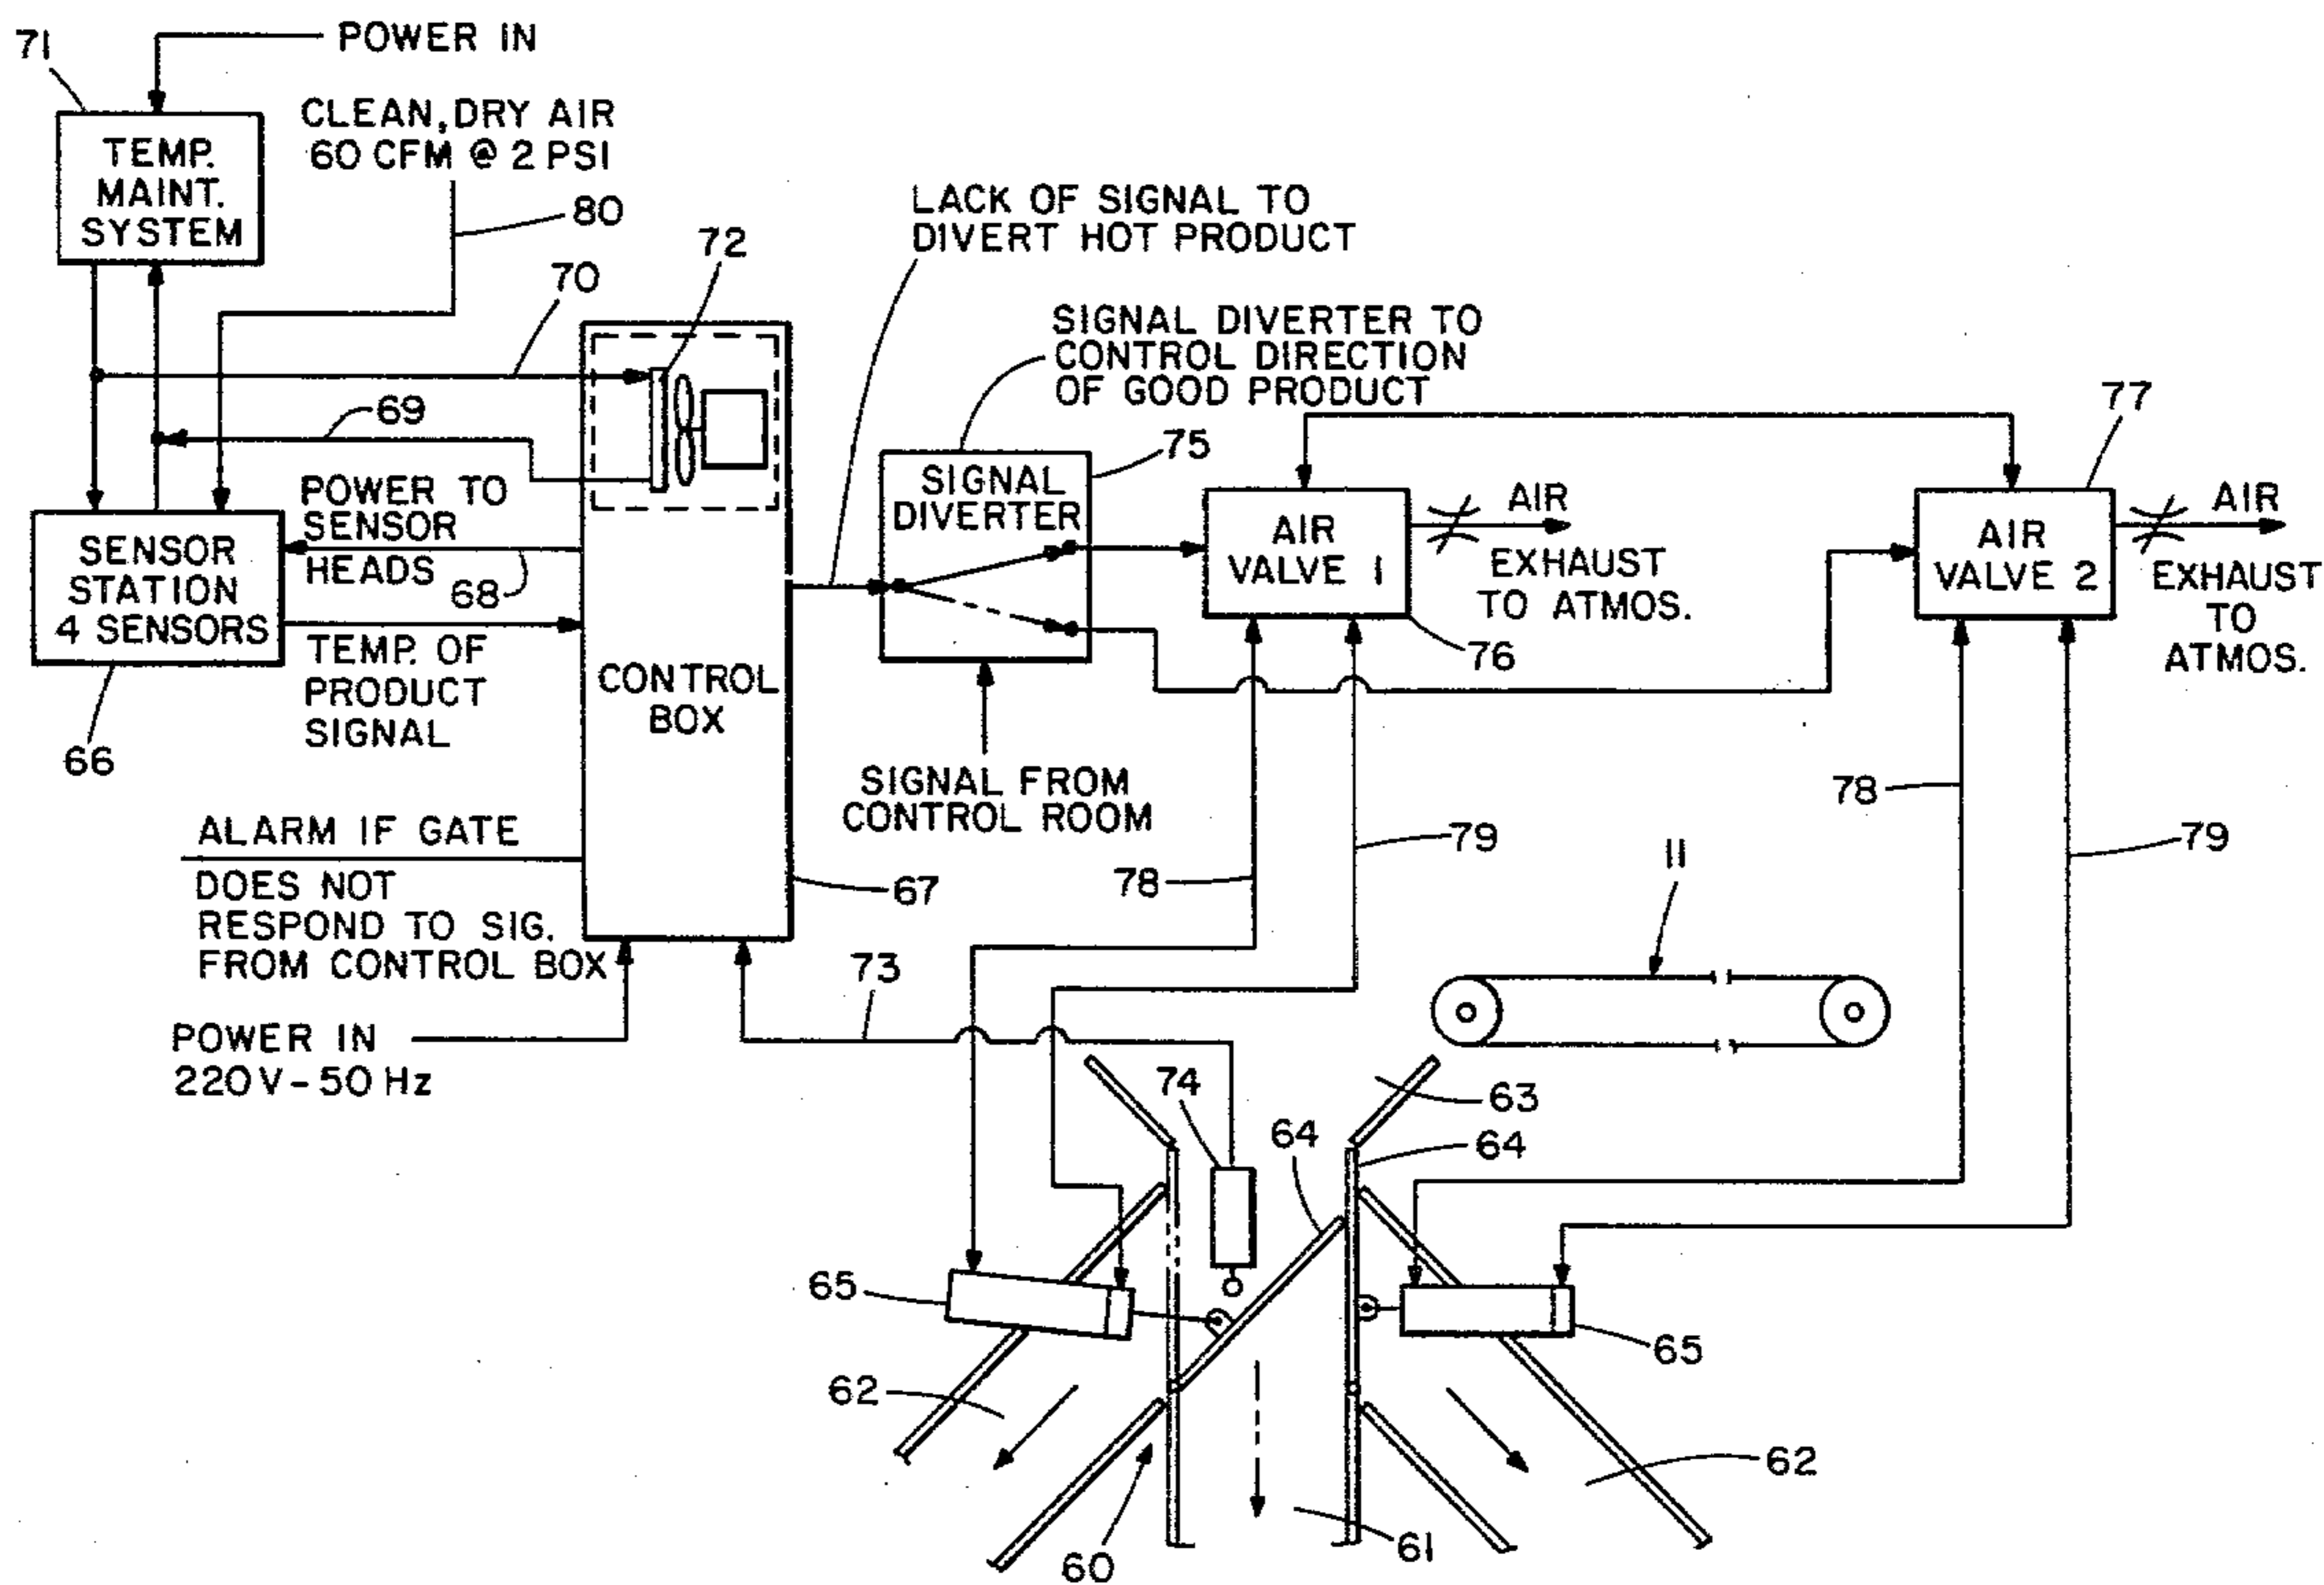 71
POWER IN
CLEAN, DRY AIR
60 CFM @ 2 PSI
TEMP.
MAINT.
SYSTEM
80
70
72
69
LACK OF SIGNAL TO
DIVERT HOT PRODUCT
SIGNAL DIVERTER TO
CONTROL DIRECTION
OF GOOD PRODUCT
75
77
POWER TO
SENSOR
HEADS
68
SENSOR
STATION
4 SENSORS
66
TEMP. OF
PRODUCT
SIGNAL
CONTROL
BOX
67
SIGNAL
DIVERTER
AIR
VALVE 1
76
AIR
EXHAUST
TO ATMOS.
AIR
VALVE 2
AIR
EXHAUST
TO
ATMOS.
SIGNAL FROM
CONTROL ROOM
ALARM IF GATE
DOES NOT
RESPOND TO SIG.
FROM CONTROL BOX
POWER IN
220 V - 50 Hz
73
78
79
11
78
79
74
63
64
64
65
65
62
62
60
61